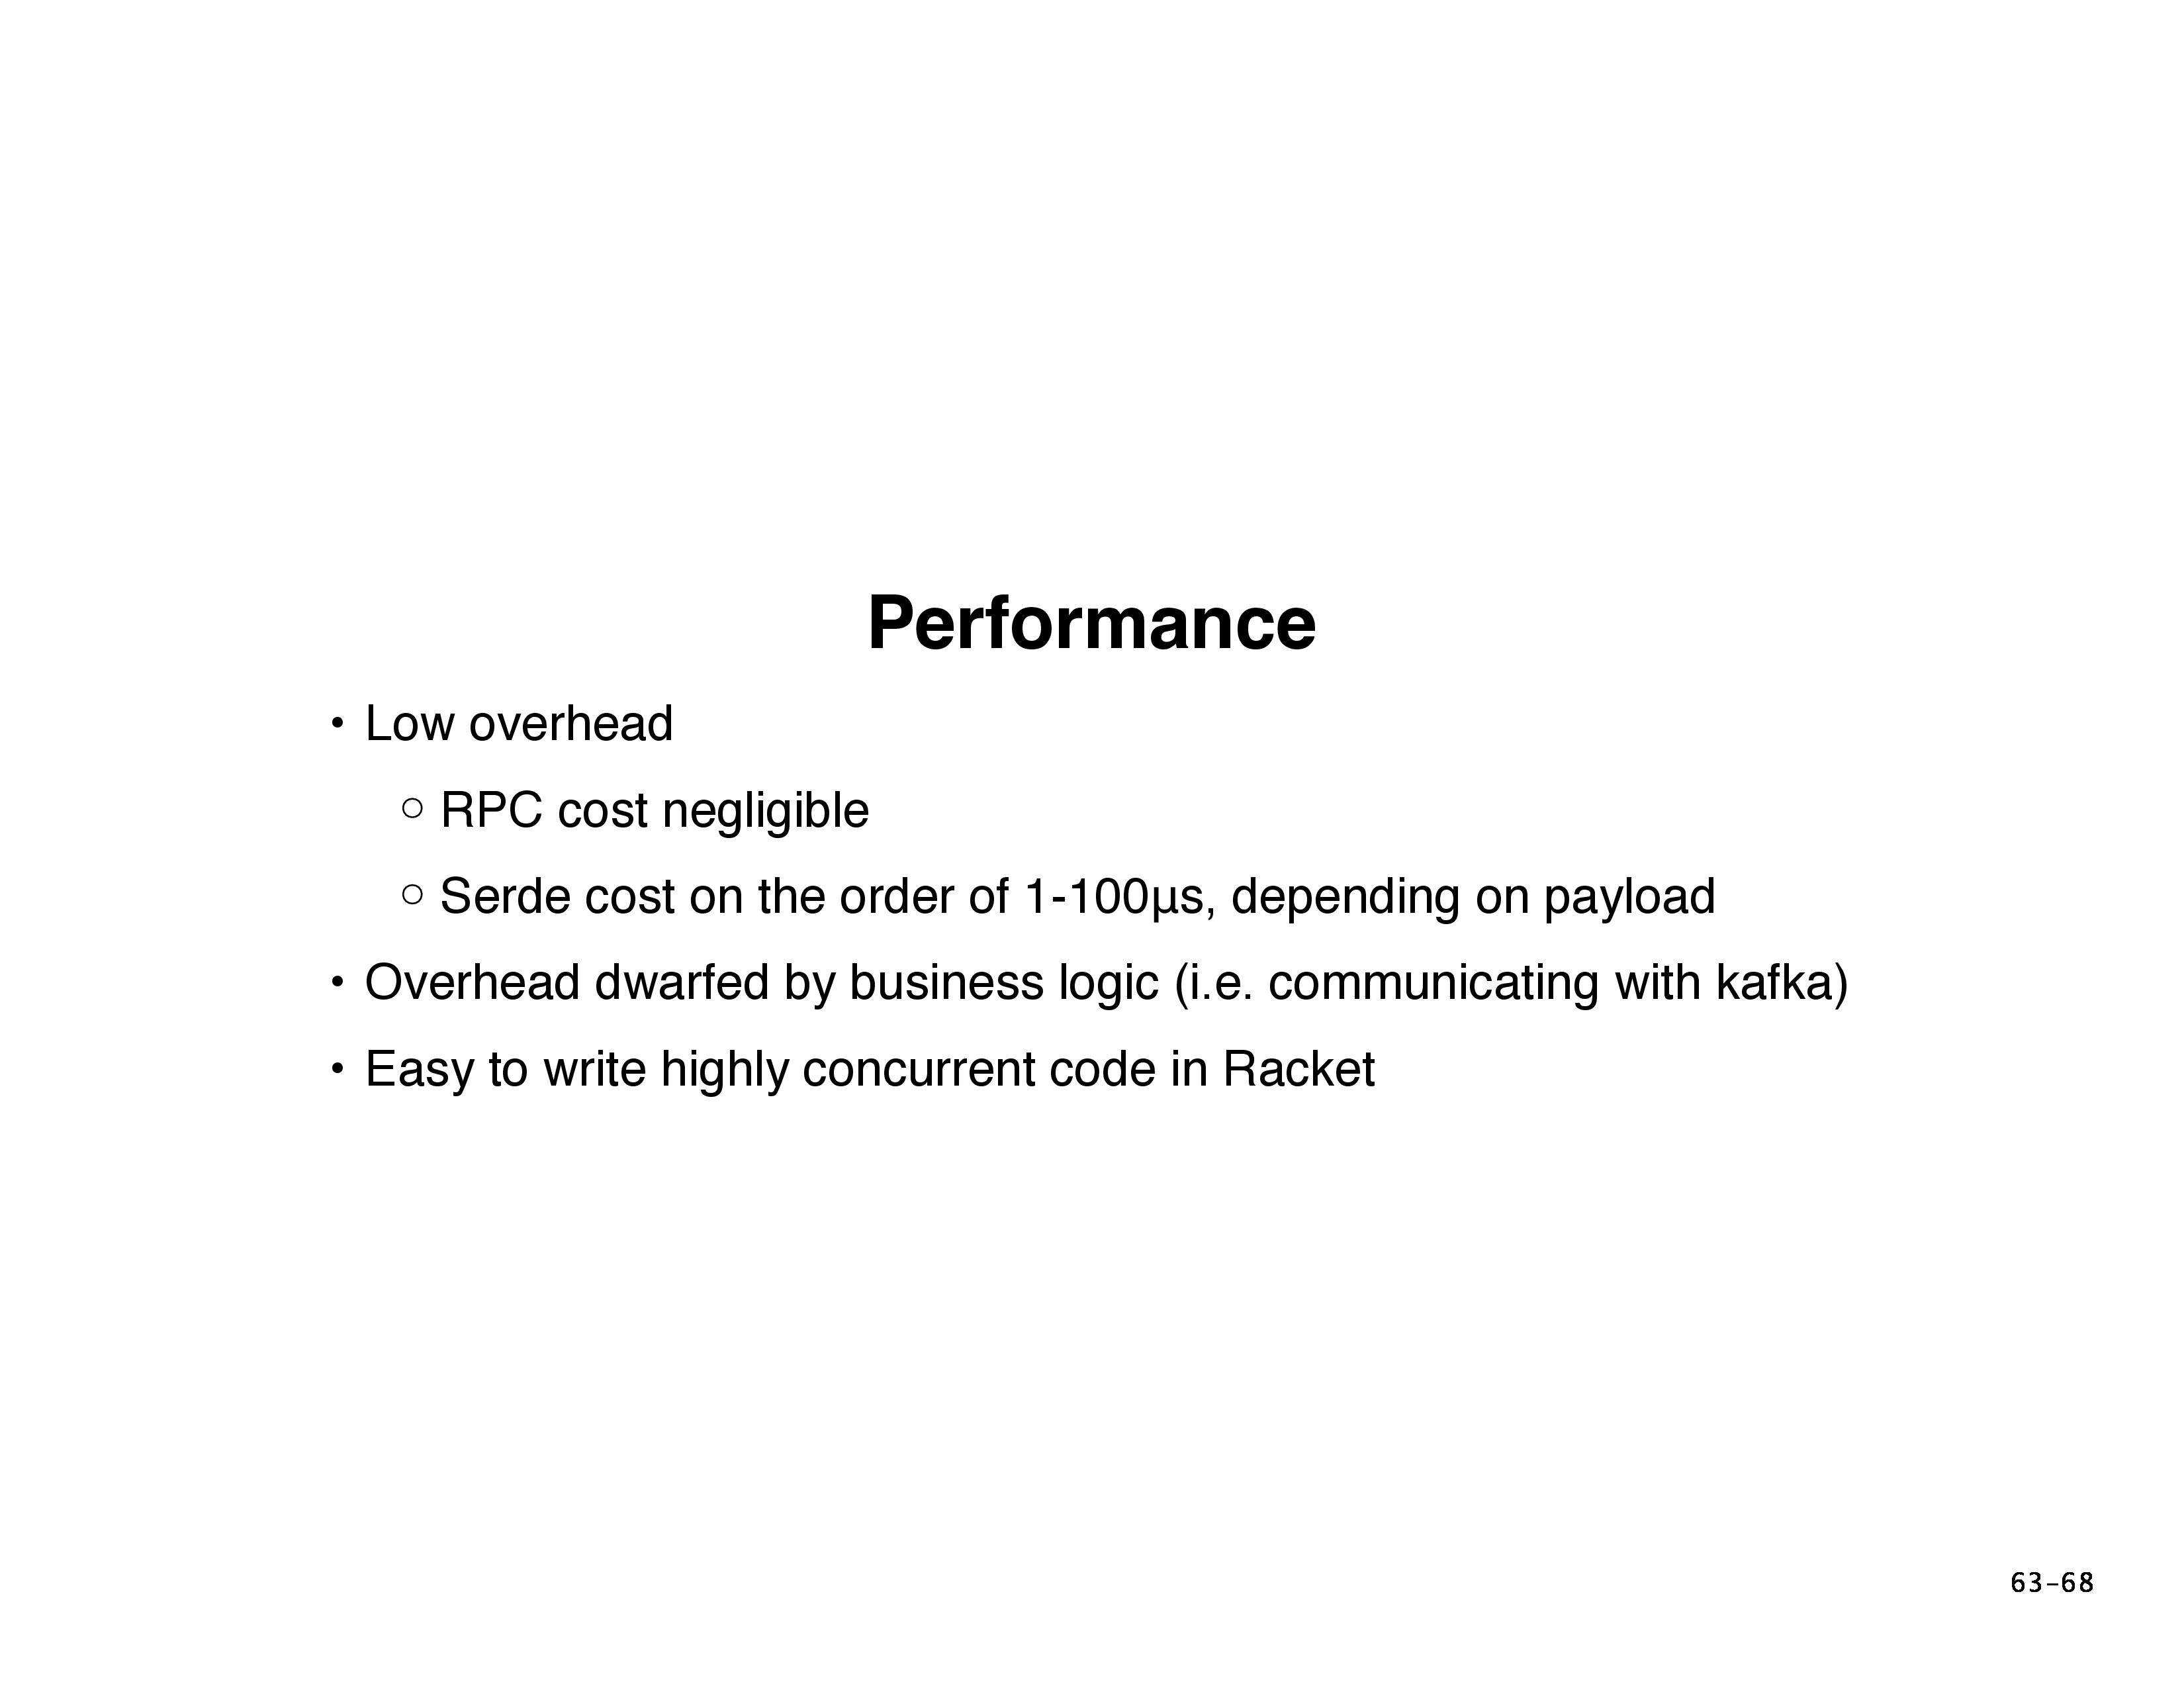 Performance
• Low overhead
○ RPC cost negligible
○ Serde cost on the order of 1-100µs, depending on payload
• Overhead dwarfed by business logic (i.e. communicating with kafka)
• Easy to write highly concurrent code in Racket
63-68